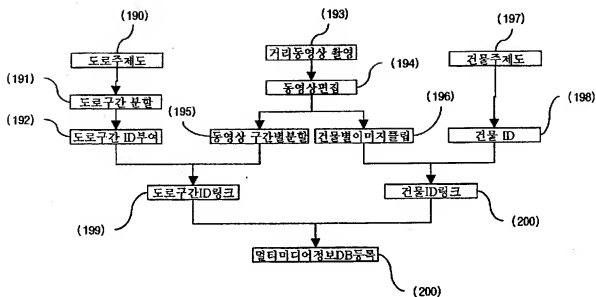 (190)
(193)
(197)
도로주제도
거리동영상 촬영
건물주제도
(191)
(194)
도로구간 분할
동영상편집
(192)
(195)
(196)
(198)
도로구간 ID부여
동영상 구간별분할
건물별이미지클립
건물 ID
도로구간ID링크
건물ID링크
(199)
(200)
멀티미디어정보DB등록
(200)